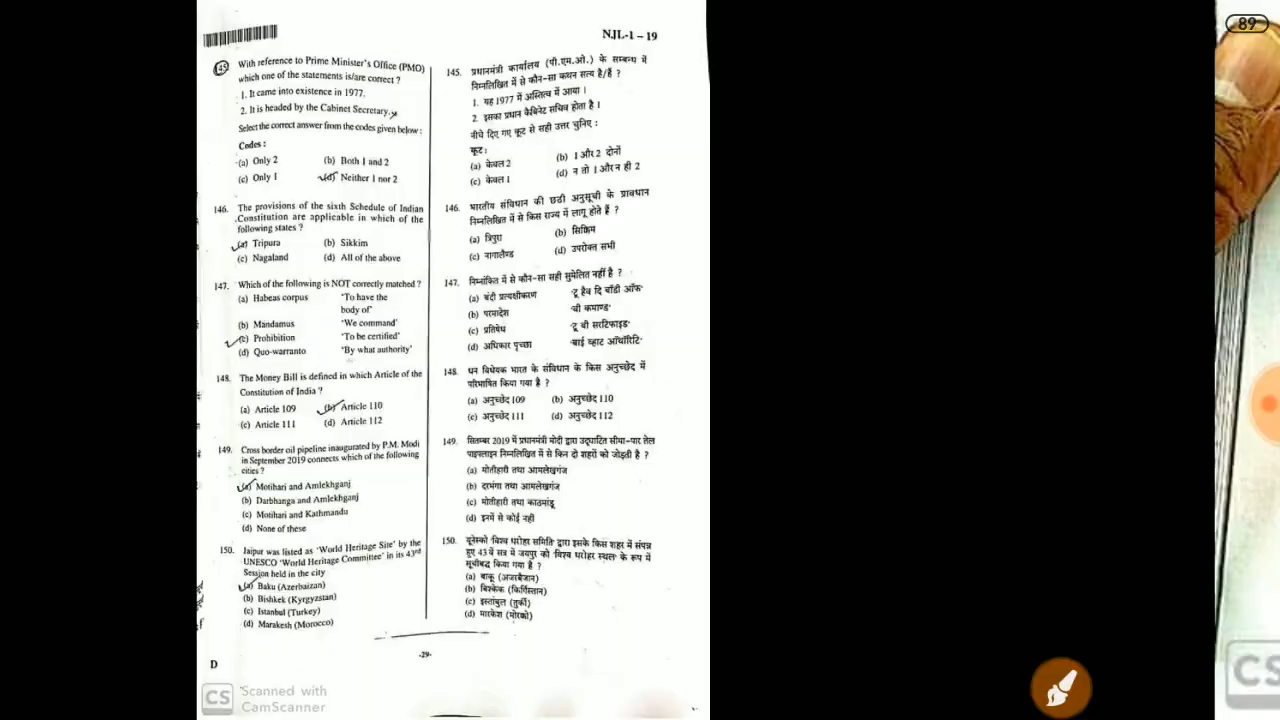 NJL-1-19
89
145. With reference to Prime Minister's Office (PMO)
which one of the statements is/are correct ?
1. It came into existence in 1977.
2. It is headed by the Cabinet Secretary.
Select the correct answer from the codes given below :
Codes :
(a) Only 2 (b) Both 1 and 2
(c) Only 1 (d) Neither 1 nor 2
146. The provisions of the sixth Schedule of Indian
Constitution are applicable in which of the
following states ?
(a) Tripura (b) Sikkim
(c) Nagaland (d) All of the above
147. Which of the following is NOT correctly matched ?
(a) Habeas corpus 'To have the
body of'
(b) Mandamus 'We command'
(c) Prohibition 'To be certified'
(d) Quo-warranto 'By what authority'
148. The Money Bill is defined in which Article of the
Constitution of India ?
(a) Article 109 (b) Article 110
(c) Article 111 (d) Article 112
149. Cross border oil pipeline inaugurated by P.M. Modi
in September 2019 connects which of the following
cities ?
(a) Motihari and Amlekhganj
(b) Darbhanga and Amlekhganj
(c) Motihari and Kathmandu
(d) None of these
150. Jaipur was listed as 'World Heritage Site' by the
UNESCO 'World Heritage Committee' in its 43rd
Session held in the city
(a) Baku (Azerbaizan)
(b) Bishkek (Kyrgyzstan)
(c) Istanbul (Turkey)
(d) Marakesh (Morocco)
145. प्रधानमंत्री कार्यालय (पी.एम.ओ.) के सम्बन्ध में
निम्नलिखित में से कौन-सा कथन सत्य है/हैं ?
1. यह 1977 में अस्तित्व में आया ।
2. इसका प्रधान कैबिनेट सचिव होता है ।
नीचे दिए गए कूट से सही उत्तर चुनिए :
कूट :
(a) केवल 2 (b) 1 और 2 दोनों
(c) केवल 1 (d) न तो 1 और न ही 2
146. भारतीय संविधान की छठी अनुसूची के प्रावधान
निम्नलिखित में से किस राज्य में लागू होते हैं ?
(a) त्रिपुरा (b) सिक्किम
(c) नागालैण्ड (d) उपरोक्त सभी
147. निम्नांकित में से कौन-सा सही सुमेलित नहीं है ?
(a) बंदी प्रत्यक्षीकरण 'टू हैव दि बॉडी ऑफ'
(b) परमादेश 'वी कमाण्ड'
(c) प्रतिषेध 'टू बी सरटिफाइड'
(d) अधिकार पृच्छा 'बाई व्हाट ऑथॉरिटि'
148. धन विधेयक भारत के संविधान के किस अनुच्छेद में
परिभाषित किया गया है ?
(a) अनुच्छेद 109 (b) अनुच्छेद 110
(c) अनुच्छेद 111 (d) अनुच्छेद 112
149. सितम्बर 2019 में प्रधानमंत्री मोदी द्वारा उद्घाटित सीमा-पार तेल
पाइपलाइन निम्नलिखित में से किन दो शहरों को जोड़ती है ?
(a) मोतीहारी तथा आमलेखगंज
(b) दरभंगा तथा आमलेखगंज
(c) मोतीहारी तथा काठमांडू
(d) इनमें से कोई नहीं
150. यूनेस्को 'विश्व धरोहर समिति' द्वारा इसके किस शहर में संपन्न
हुए 43 वें सत्र में जयपुर को 'विश्व धरोहर स्थल' के रूप में
सूचीबद्ध किया गया है ?
(a) बाकू (अजरबैजान)
(b) बिश्केक (किर्गिस्तान)
(c) इस्तांबुल (तुर्की)
(d) मारकेश (मोरक्को)
D
-29-
CS Scanned with
CamScanner
CS